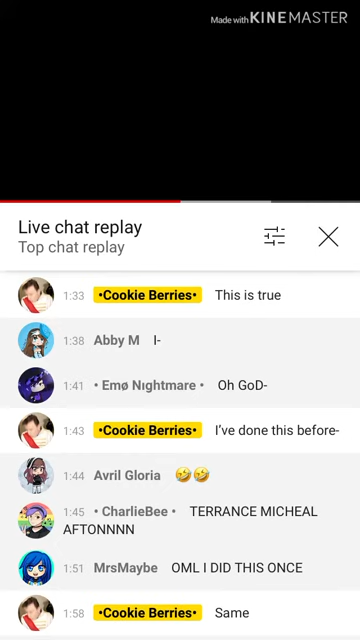 Made with KINEMASTER
Live chat replay
Top chat replay
1:33 •Cookie Berries• This is true
1:38 Abby M I-
1:41 • Emø Nıghtmare • Oh GoD-
1:43 •Cookie Berries• I've done this before-
1:44 Avril Gloria 🤣🤣
1:45 • CharlieBee • TERRANCE MICHEAL
AFTONNNN
1:51 MrsMaybe OML I DID THIS ONCE
1:58 •Cookie Berries• Same